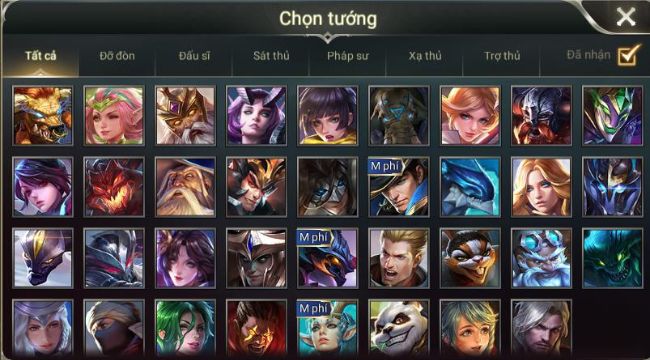 Chọn tướng
Tất cả Đỡ đòn Đấu sĩ Sát thủ Pháp sư Xạ thủ Trợ thủ Đã nhận
M phí
M phí
M phí